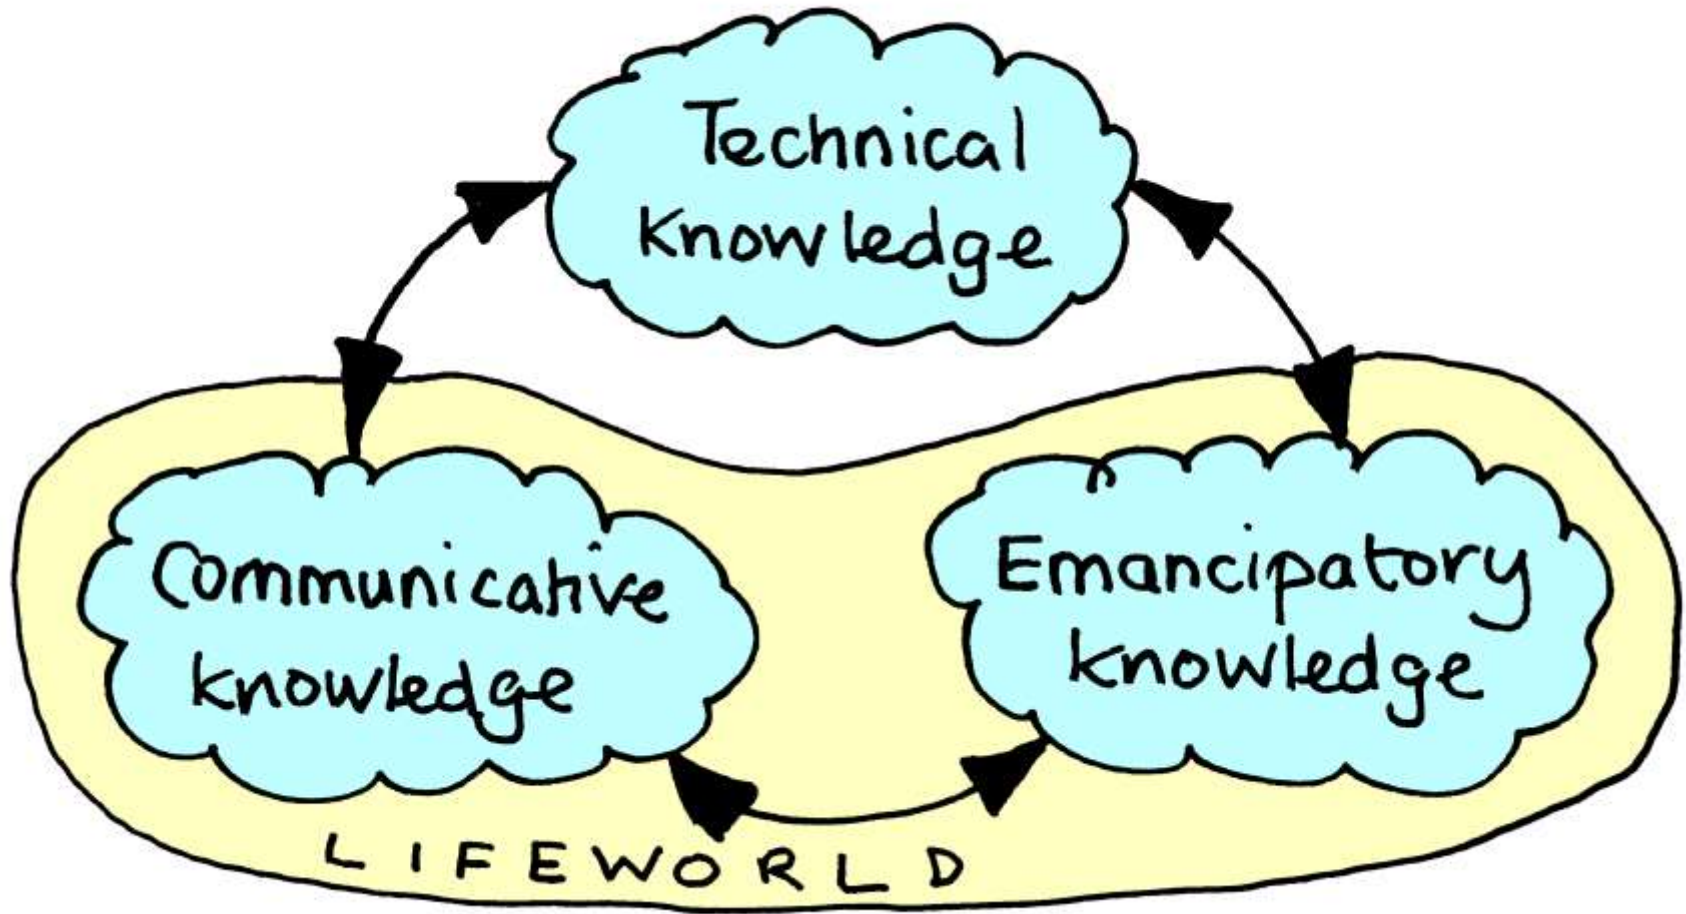 Technical
knowledge
Communicative
knowledge
Emancipatory
knowledge
LIFEWORLD